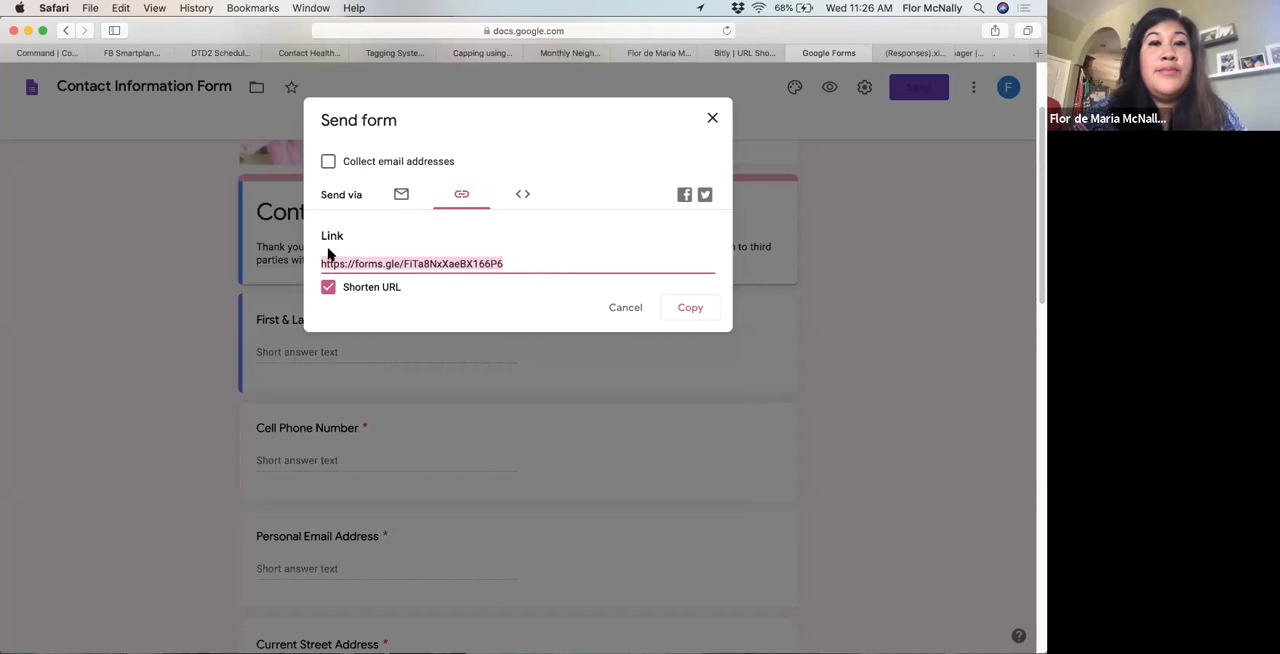 Safari File Edit View History Bookmarks Window Help 68% Wed 11:26 AM Flor McNally
docs.google.com
Command | Co... FB Smartplan... DTD2 Schedul... Contact Health... Tagging Syste... Capping using... Monthly Neigh... Flor de Maria M... Bitly | URL Sho... Google Forms (Responses).xl... ager |...
Contact Information Form
Send
F
Flor de Maria McNall...
Send form
Collect email addresses
Send via
Cont
Link
Thank you
n to third
parties wit
https://forms.gle/FiTa8NxXaeBX166P6
Shorten URL
Cancel Copy
First & La
Short answer text
Cell Phone Number *
Short answer text
Personal Email Address *
Short answer text
Current Street Address *